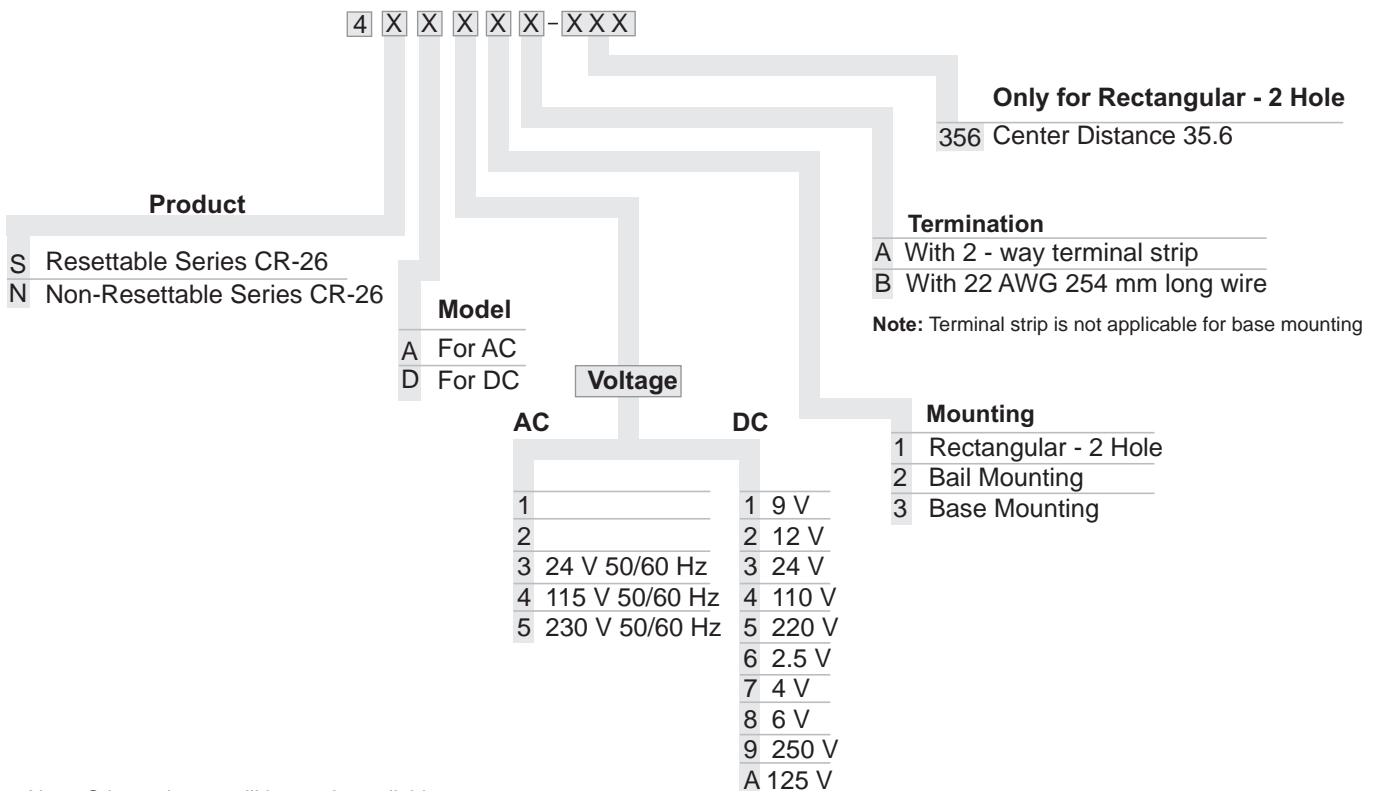 4 X X X X X - X X X
Only for Rectangular - 2 Hole
356 Center Distance 35.6
Product
S Resettable Series CR-26
N Non-Resettable Series CR-26
Termination
A With 2 - way terminal strip
B With 22 AWG 254 mm long wire
Note: Terminal strip is not applicable for base mounting
Model
A For AC
D For DC
Voltage
Mounting
1 Rectangular - 2 Hole
2 Bail Mounting
3 Base Mounting
AC
1
2
3 24 V 50/60 Hz
4 115 V 50/60 Hz
5 230 V 50/60 Hz
DC
1 9 V
2 12 V
3 24 V
4 110 V
5 220 V
6 2.5 V
7 4 V
8 6 V
9 250 V
A 125 V